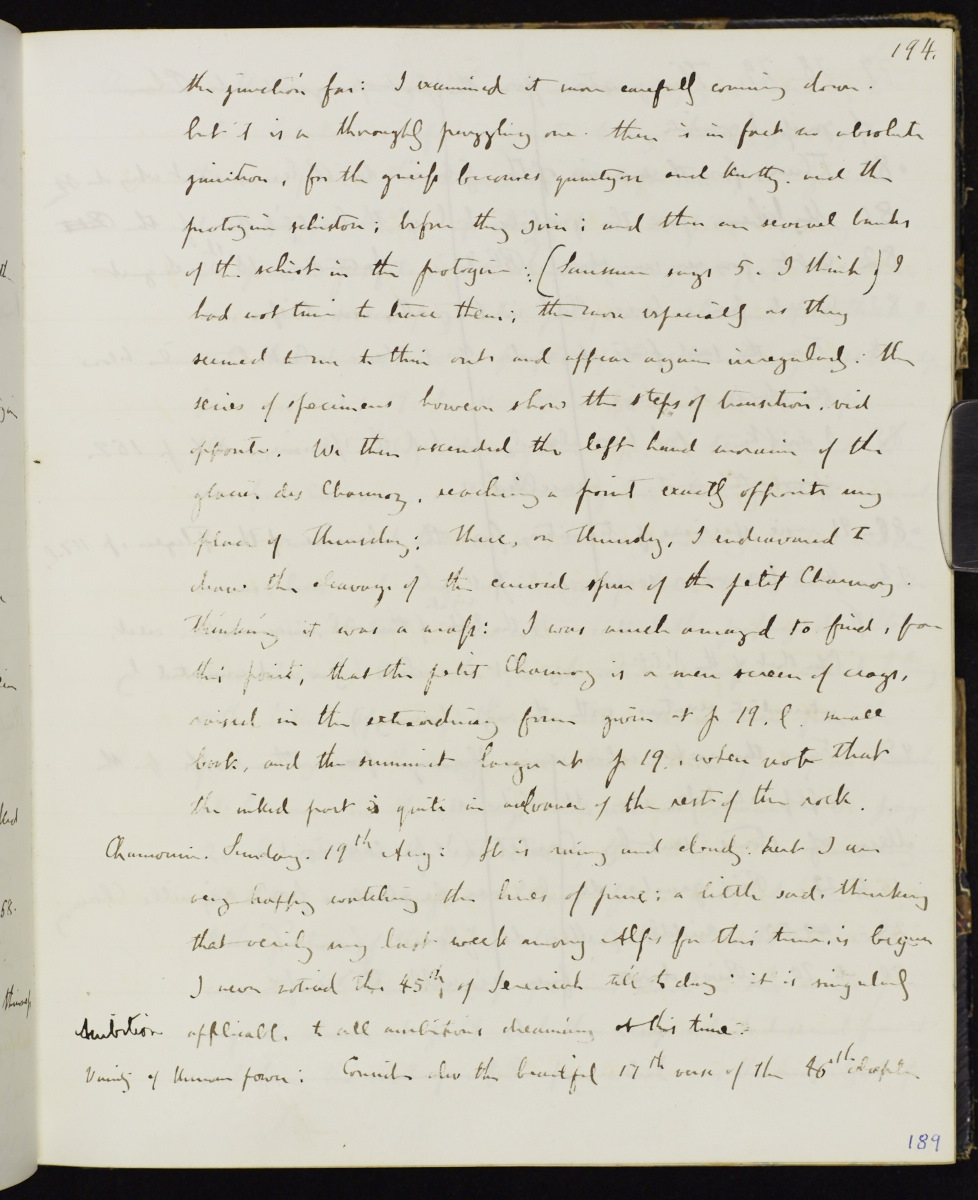 194.
the junction far: I examined it more carefully coming down.
but it is a thoroughly puzzling one. there is in fact no absolute
junction, for the gneiss becomes quartzose and knotty. and the
protogine schistose; before they join; and there are several banks
of the schist in the protogine: (Saussure says 5. I think) I
had not time to trace them; the more especially as they
seemed to me to thin out and appear again irregularly: the
series of specimens however shows the steps of transition. vid
opposite. We then ascended the left hand moraine of the
glacier des Charmoz, reaching a point exactly opposite my
place of Thursday; there, on Thursday, I endeavoured to
draw the cleavage of the curved spur of the petit Charmoz.
thinking it was a mass: I was much amazed to find, from
this point, that the petit Charmoz is a mere screen of crags,
raised in the extraordinary form given at p 19. l. small
book, and the summit larger at p 19. , where note that
the inked part is quite in advance of the rest of the rock.
Chamouni. Sunday. 19th Aug: It is rainy and cloudy. but I am
very happy watching the lines of pine: a little sad, thinking
that verily my last week among Alps for this time, is begun
I never noticed the 45th of Jeremiah till to day: it is singularly
Ambition applicable to all ambitious dreaming at this time:
Vanity of human power: Consider also the beautiful 17th verse of the 46th chapter
189